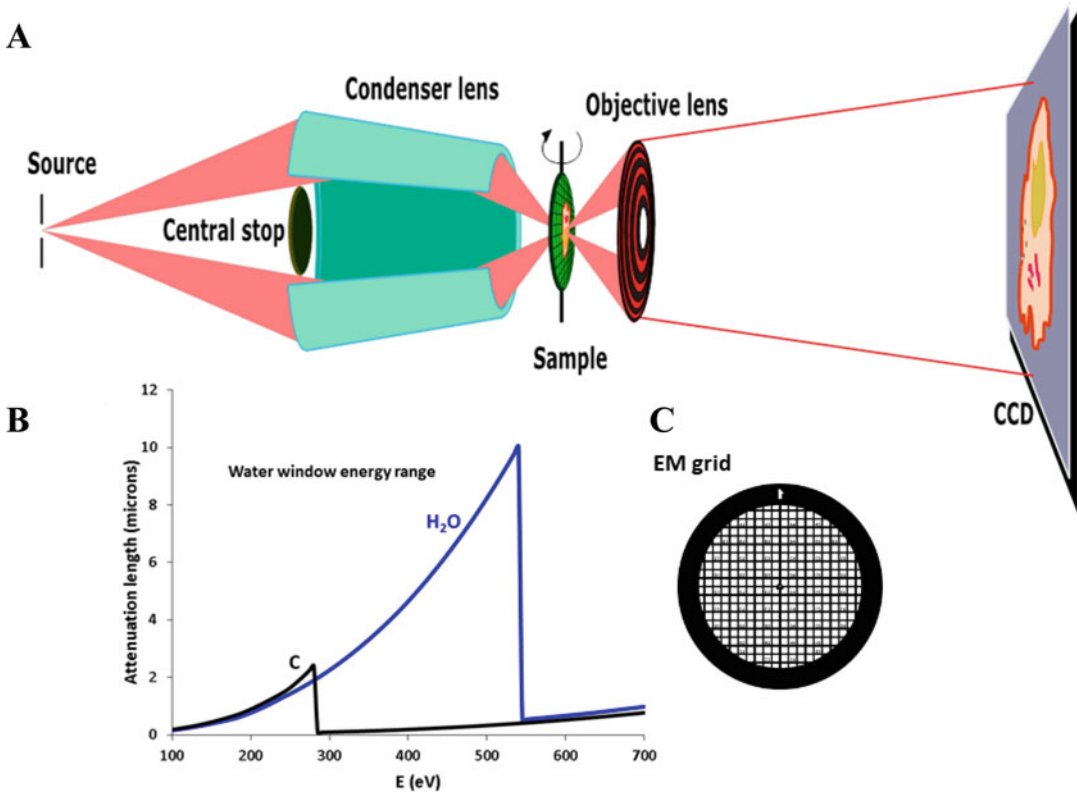 A
Condenser lens
Objective lens
Source
Central stop
Sample
CCD
B
12
10
8
6
4
2
0
Attenuation length (microns)
Water window energy range
H₂O
C
100 200 300 400 500 600 700
E (eV)
C
EM grid